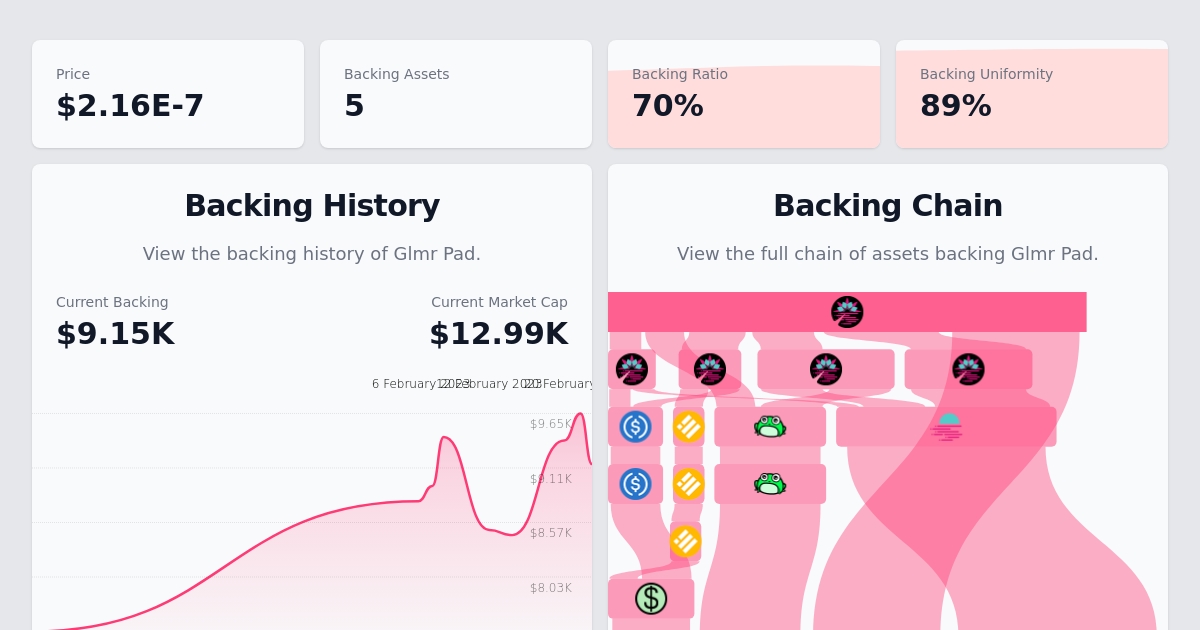 Price
$2.16E-7
Backing Assets
5
Backing Ratio
70%
Backing Uniformity
89%
Backing History
View the backing history of Glmr Pad.
Current Backing
$9.15K
Current Market Cap
$12.99K
6 February 2023
12 February 2023
23 February
$9.65K
$9.11K
$8.57K
$8.03K
Backing Chain
View the full chain of assets backing Glmr Pad.